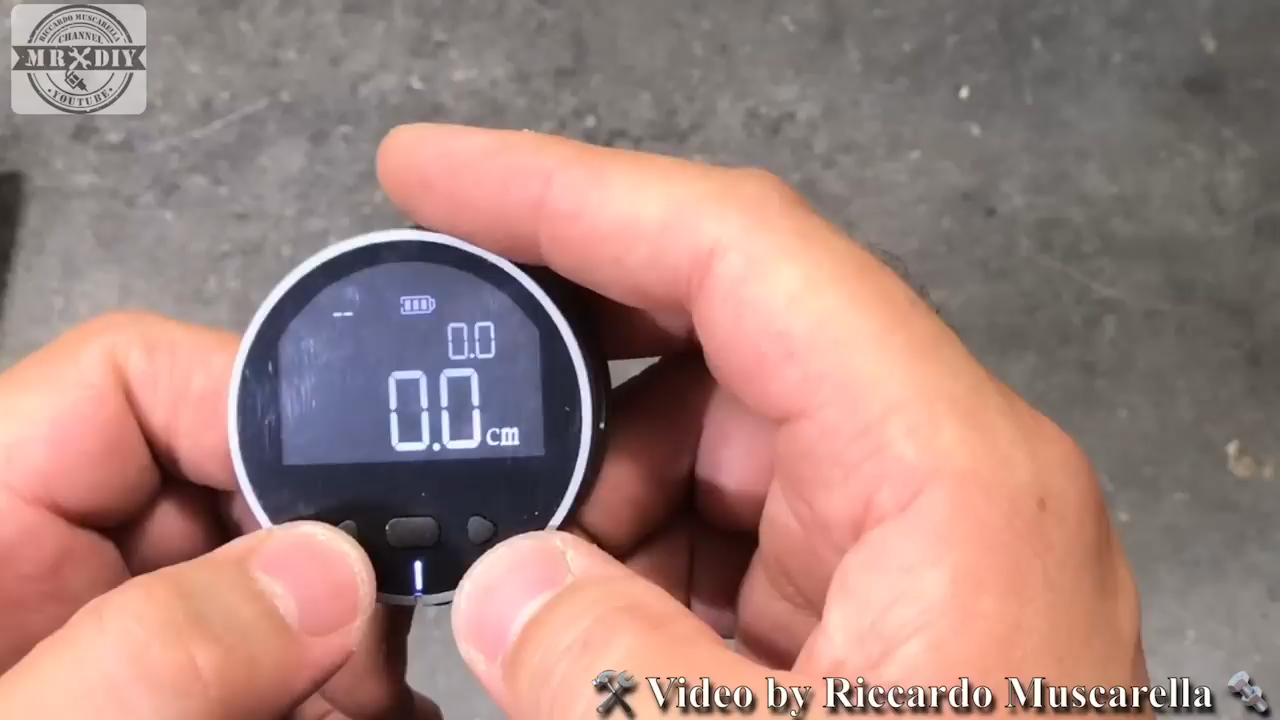 RICCARDO MUSCARELLA
CHANNEL
MR DIY
YOUTUBE
--
0.0
0.0 cm
Video by Riccardo Muscarella